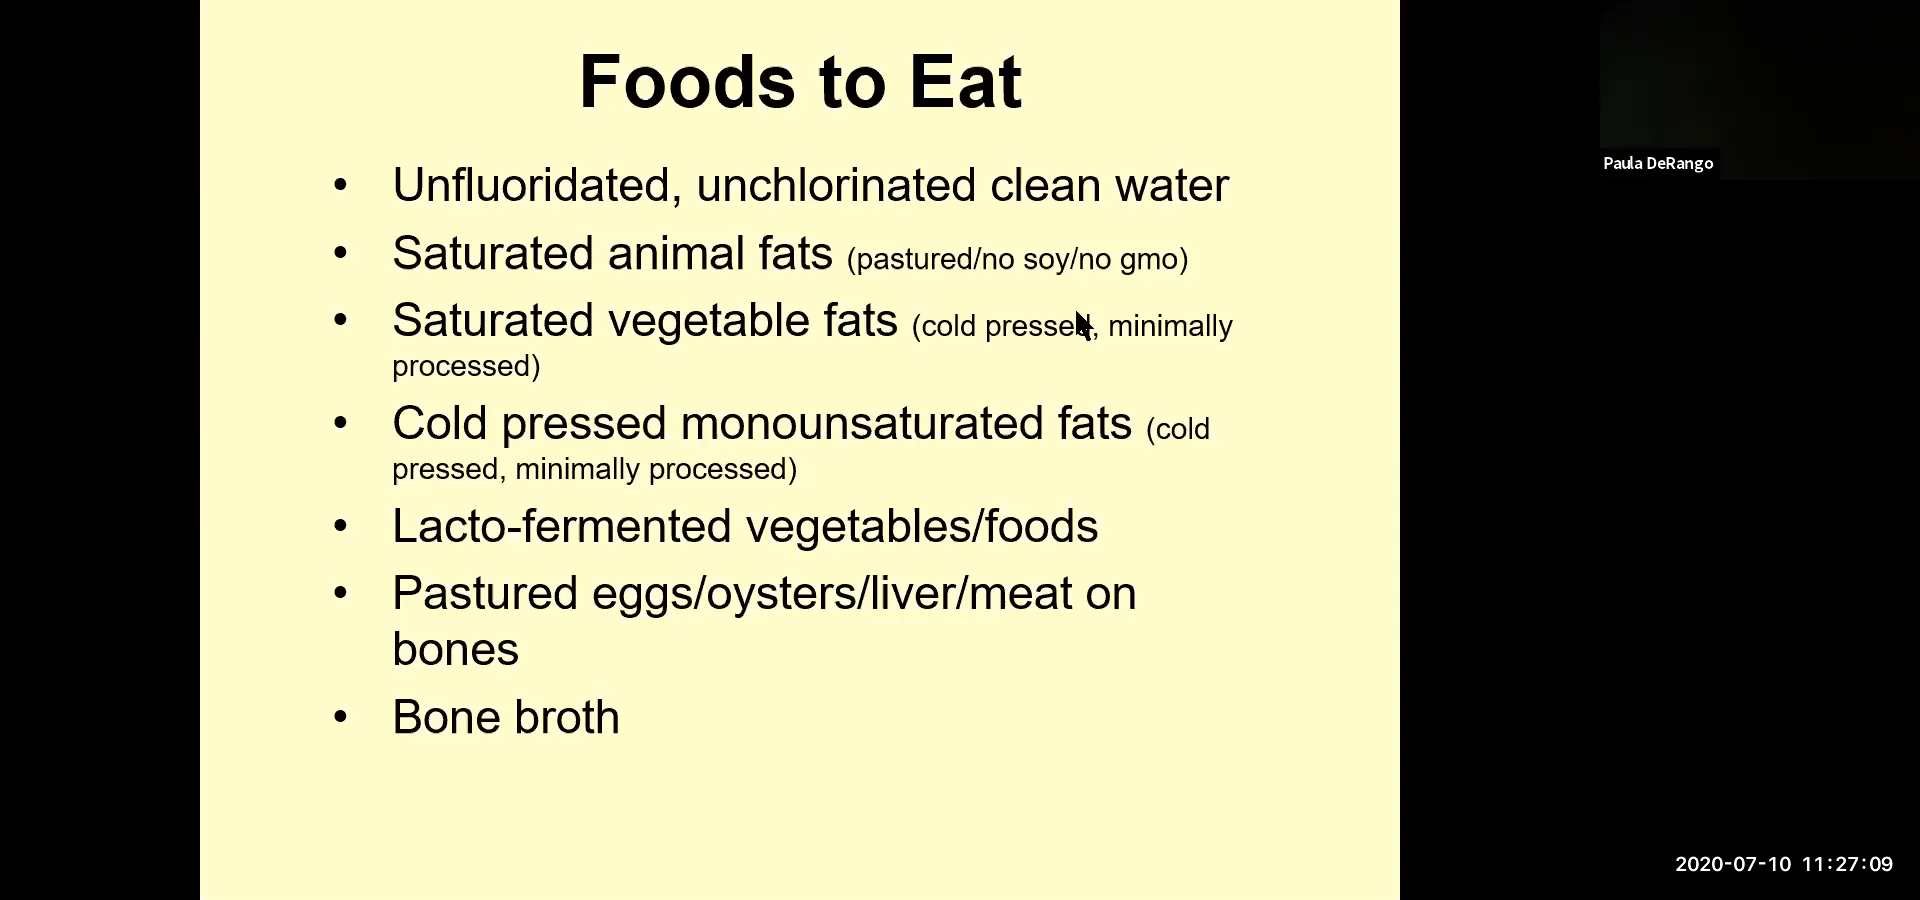 Foods to Eat
• Unfluoridated, unchlorinated clean water
• Saturated animal fats (pastured/no soy/no gmo)
• Saturated vegetable fats (cold pressed, minimally
processed)
• Cold pressed monounsaturated fats (cold
pressed, minimally processed)
• Lacto-fermented vegetables/foods
• Pastured eggs/oysters/liver/meat on
bones
• Bone broth
Paula DeRango
2020-07-10 11:27:09